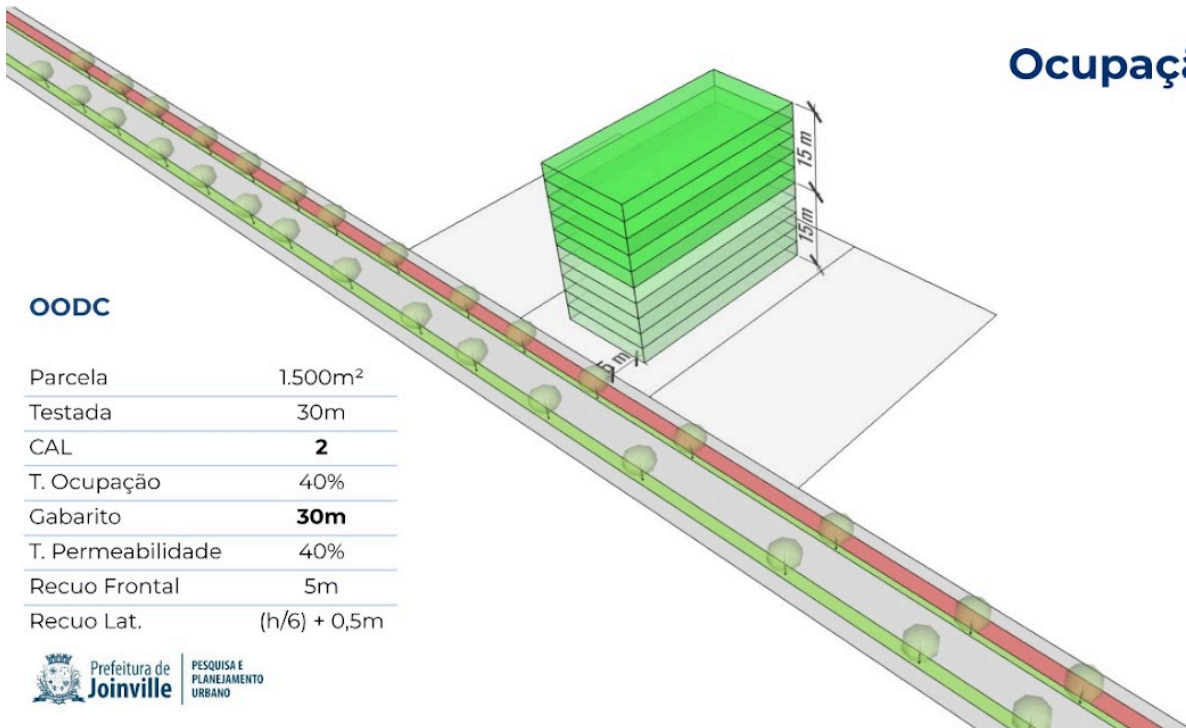 Ocupaçã
15 m
15 m
5 m
OODC
Parcela 1.500m²
Testada 30m
CAL 2
T. Ocupação 40%
Gabarito 30m
T. Permeabilidade 40%
Recuo Frontal 5m
Recuo Lat. (h/6) + 0,5m
Prefeitura de
Joinville
PESQUISA E
PLANEJAMENTO
URBANO